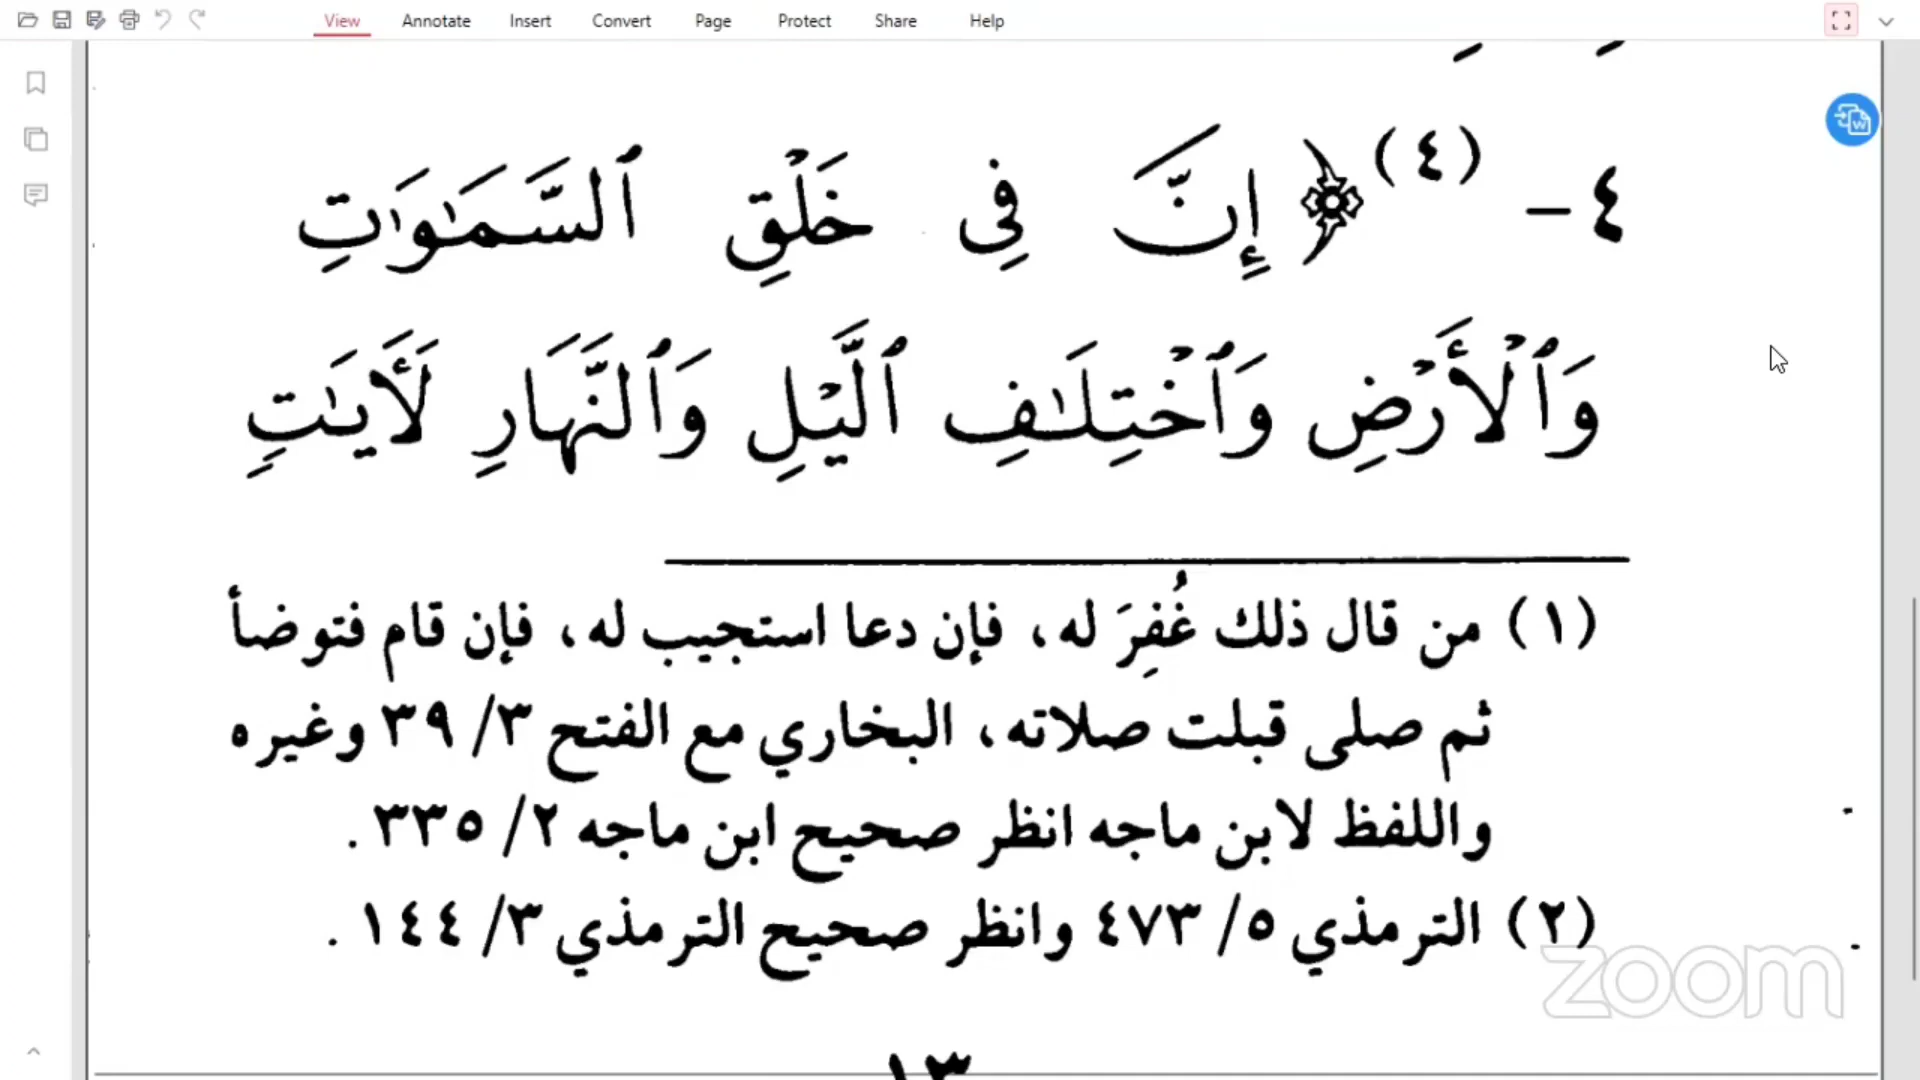 View Annotate Insert Convert Page Protect Share Help
٤ - (٤) ﴿ إِنَّ فِى خَلْقِ ٱلسَّمَٰوَٰتِ
وَٱلْأَرْضِ وَٱخْتِلَٰفِ ٱلَّيْلِ وَٱلنَّهَارِ لَأَيَٰتٍ
(١) من قال ذلك غُفِرَ له، فإن دعا استجيب له، فإن قام فتوضأ
ثم صلى قبلت صلاته، البخاري مع الفتح ٣/ ٣٩ وغيره
واللفظ لابن ماجه انظر صحيح ابن ماجه ٢/ ٣٣٥ .
(٢) الترمذي ٥/ ٤٧٣ وانظر صحيح الترمذي ٣/ ١٤٤ .
zoom
١٣